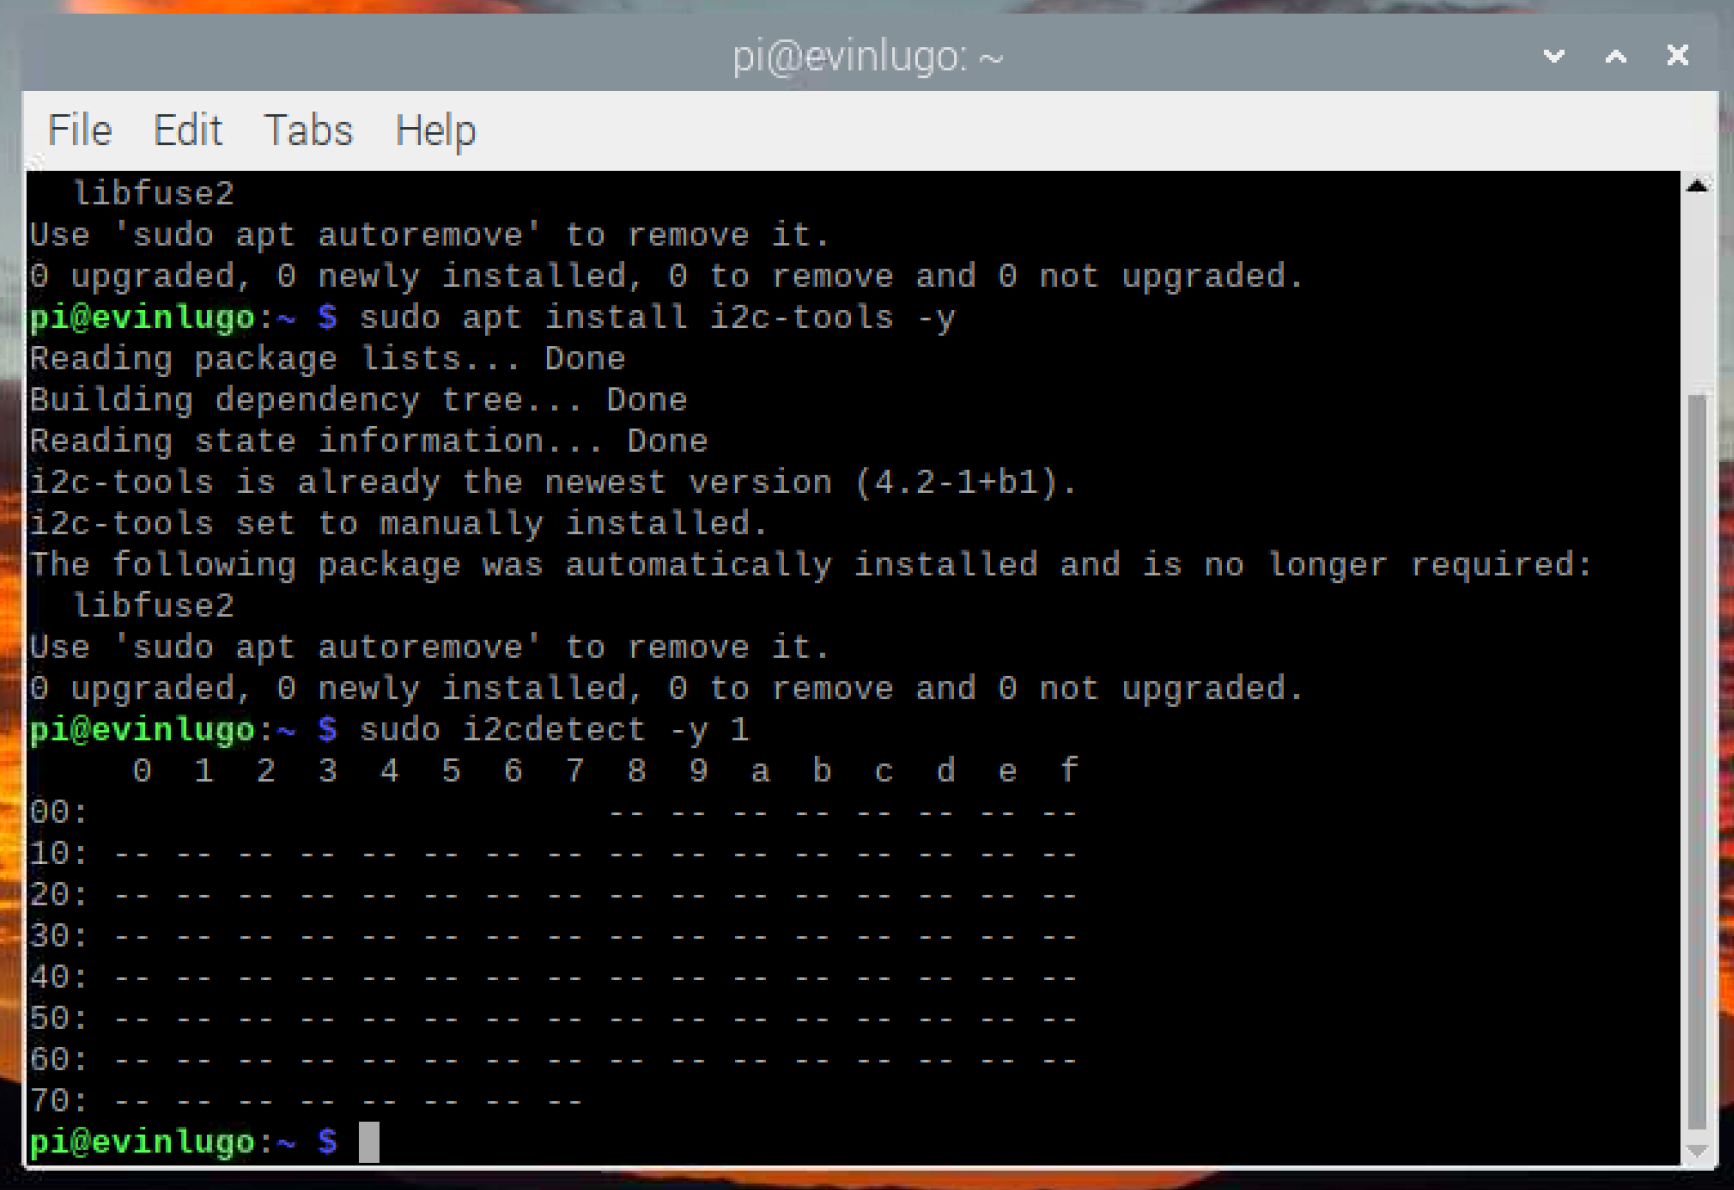 pi@evinlugo: ~
File Edit Tabs Help
  libfuse2
Use 'sudo apt autoremove' to remove it.
0 upgraded, 0 newly installed, 0 to remove and 0 not upgraded.
pi@evinlugo:~ $ sudo apt install i2c-tools -y
Reading package lists... Done
Building dependency tree... Done
Reading state information... Done
i2c-tools is already the newest version (4.2-1+b1).
i2c-tools set to manually installed.
The following package was automatically installed and is no longer required:
  libfuse2
Use 'sudo apt autoremove' to remove it.
0 upgraded, 0 newly installed, 0 to remove and 0 not upgraded.
pi@evinlugo:~ $ sudo i2cdetect -y 1
     0  1  2  3  4  5  6  7  8  9  a  b  c  d  e  f
00:                         -- -- -- -- -- -- -- --
10: -- -- -- -- -- -- -- -- -- -- -- -- -- -- -- --
20: -- -- -- -- -- -- -- -- -- -- -- -- -- -- -- --
30: -- -- -- -- -- -- -- -- -- -- -- -- -- -- -- --
40: -- -- -- -- -- -- -- -- -- -- -- -- -- -- -- --
50: -- -- -- -- -- -- -- -- -- -- -- -- -- -- -- --
60: -- -- -- -- -- -- -- -- -- -- -- -- -- -- -- --
70: -- -- -- -- -- -- -- --
pi@evinlugo:~ $